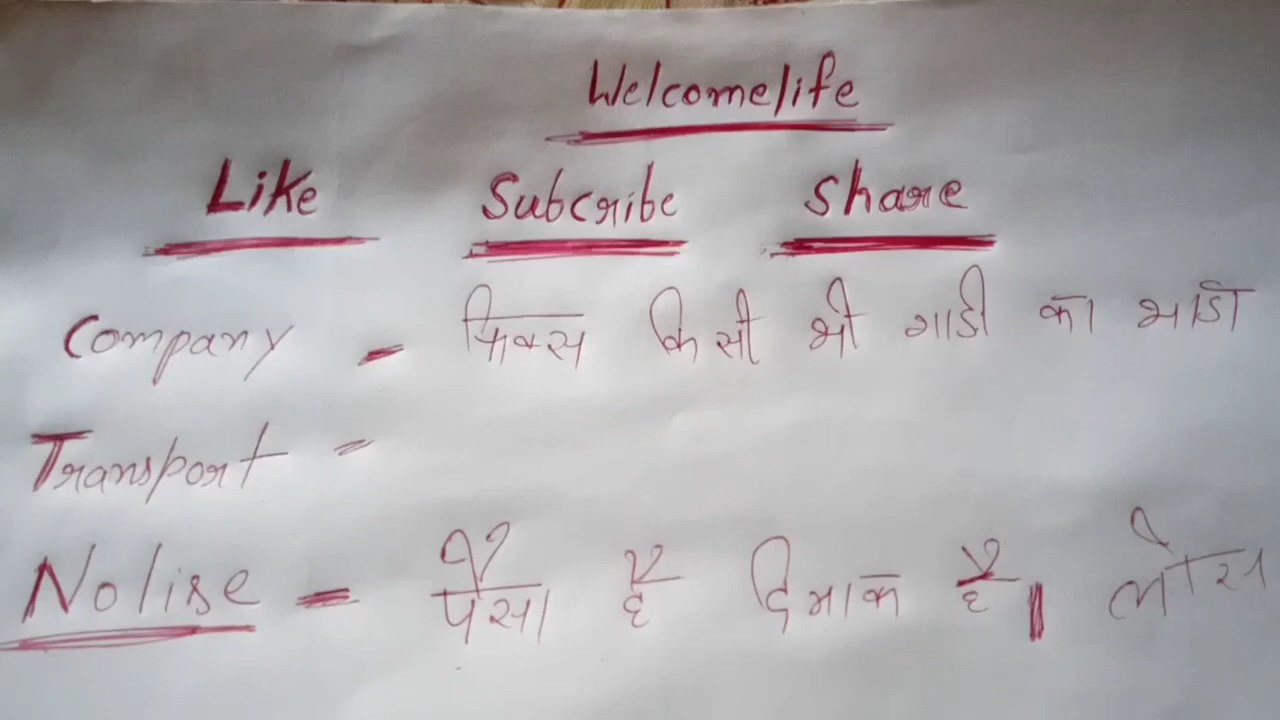 Welcomelife
Like Subcribe Share
Company - फिक्स किसी भी गाडी का भाडा
Transport =
Nolise = पैसा है दिमाक है। लोस